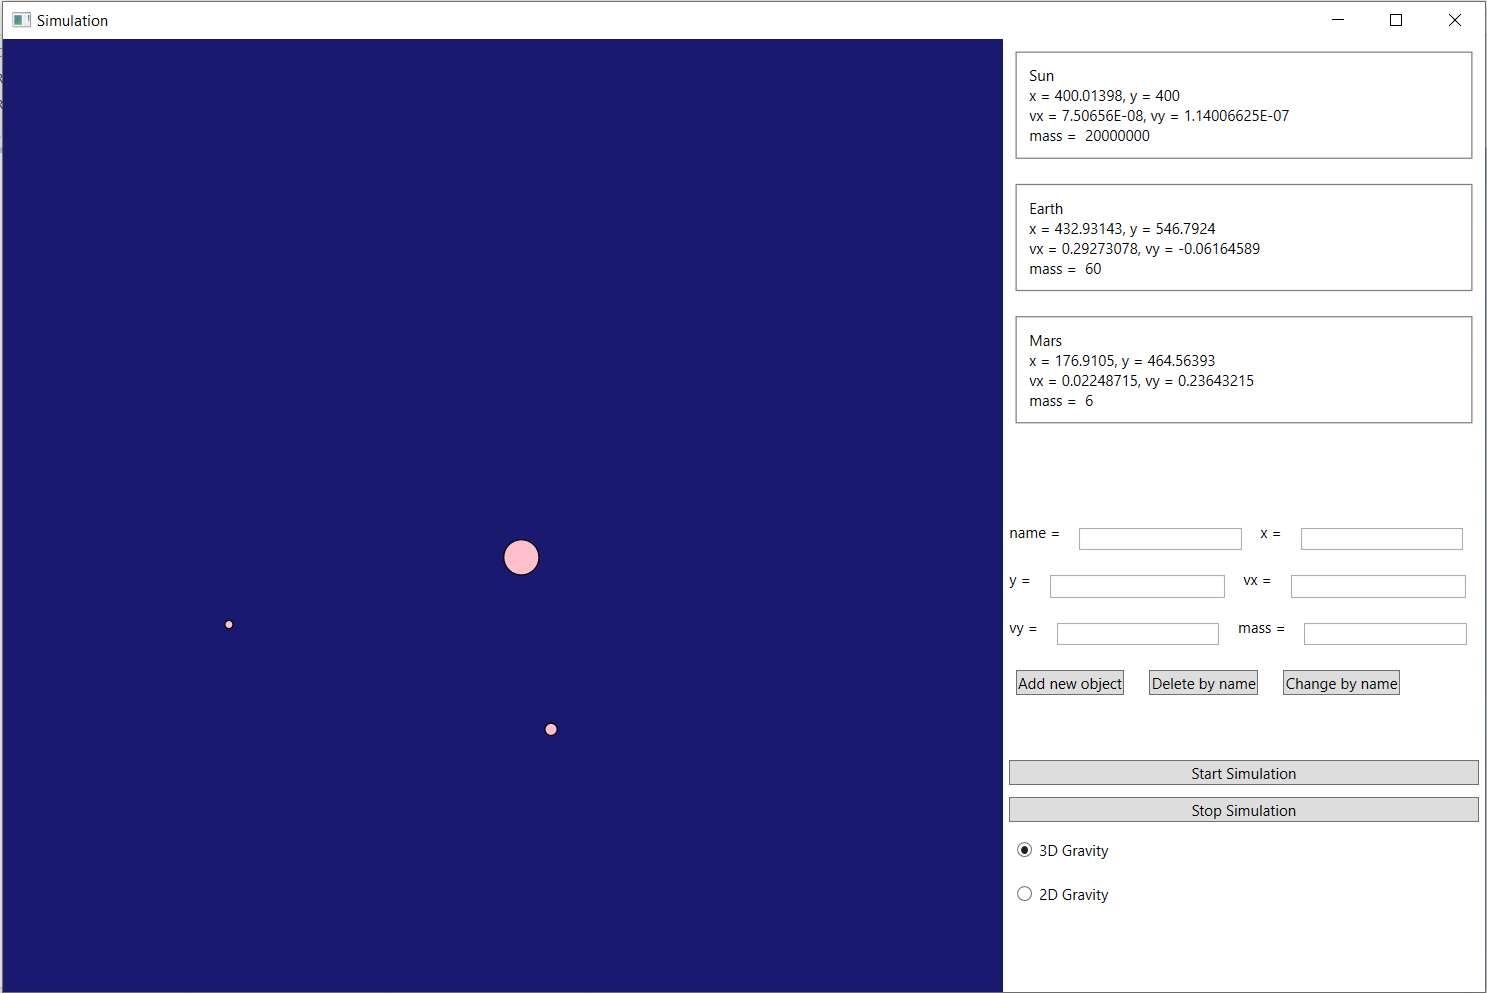 Simulation
Sun
x = 400.01398, y = 400
vx = 7.50656E-08, vy = 1.14006625E-07
mass =  20000000
Earth
x = 432.93143, y = 546.7924
vx = 0.29273078, vy = -0.06164589
mass =  60
Mars
x = 176.9105, y = 464.56393
vx = 0.02248715, vy = 0.23643215
mass =  6
name = x =
y = vx =
vy = mass =
Add new object Delete by name Change by name
Start Simulation
Stop Simulation
3D Gravity
2D Gravity